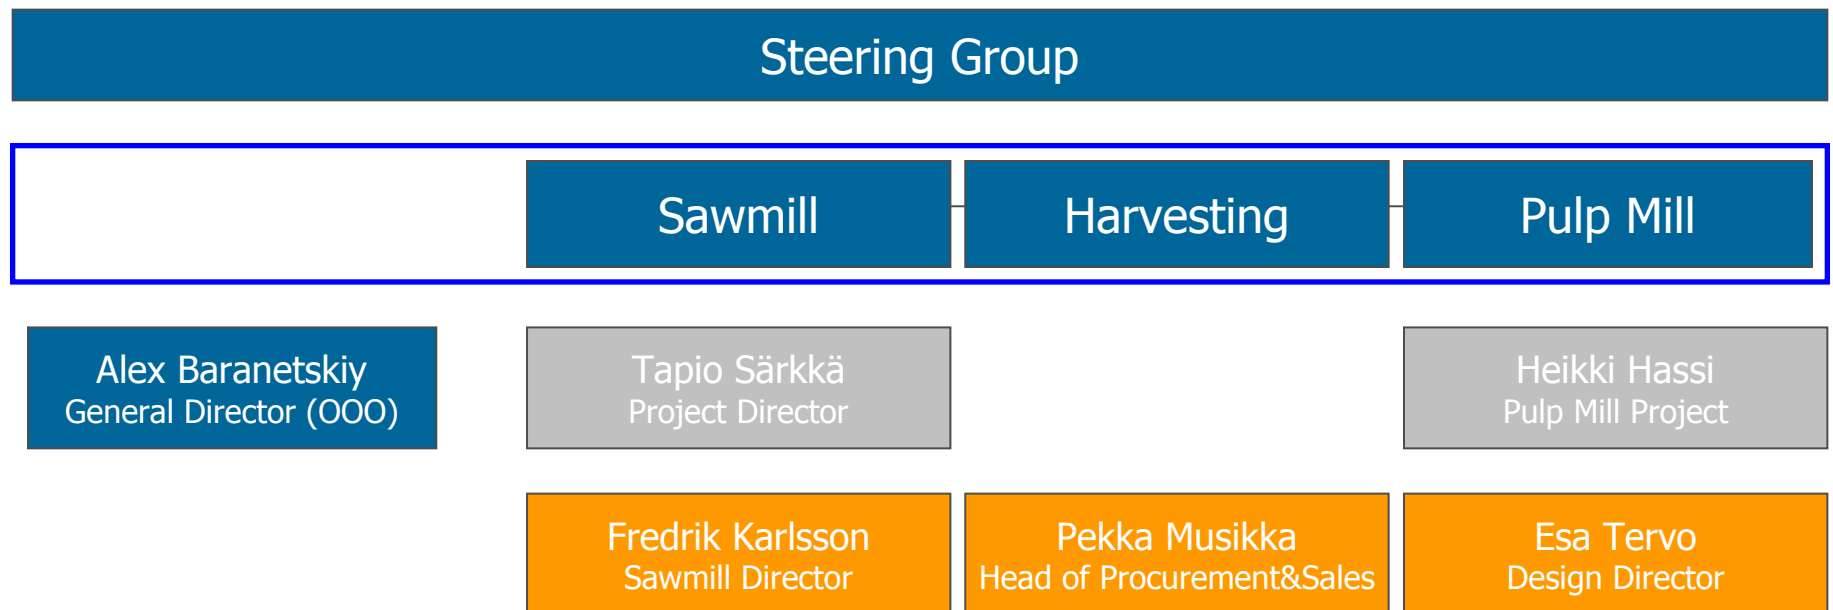 Steering Group
Sawmill
Harvesting
Pulp Mill
Alex Baranetskiy
General Director (OOO)
Tapio Särkkä
Project Director
Heikki Hassi
Pulp Mill Project
Fredrik Karlsson
Sawmill Director
Pekka Musikka
Head of Procurement&Sales
Esa Tervo
Design Director